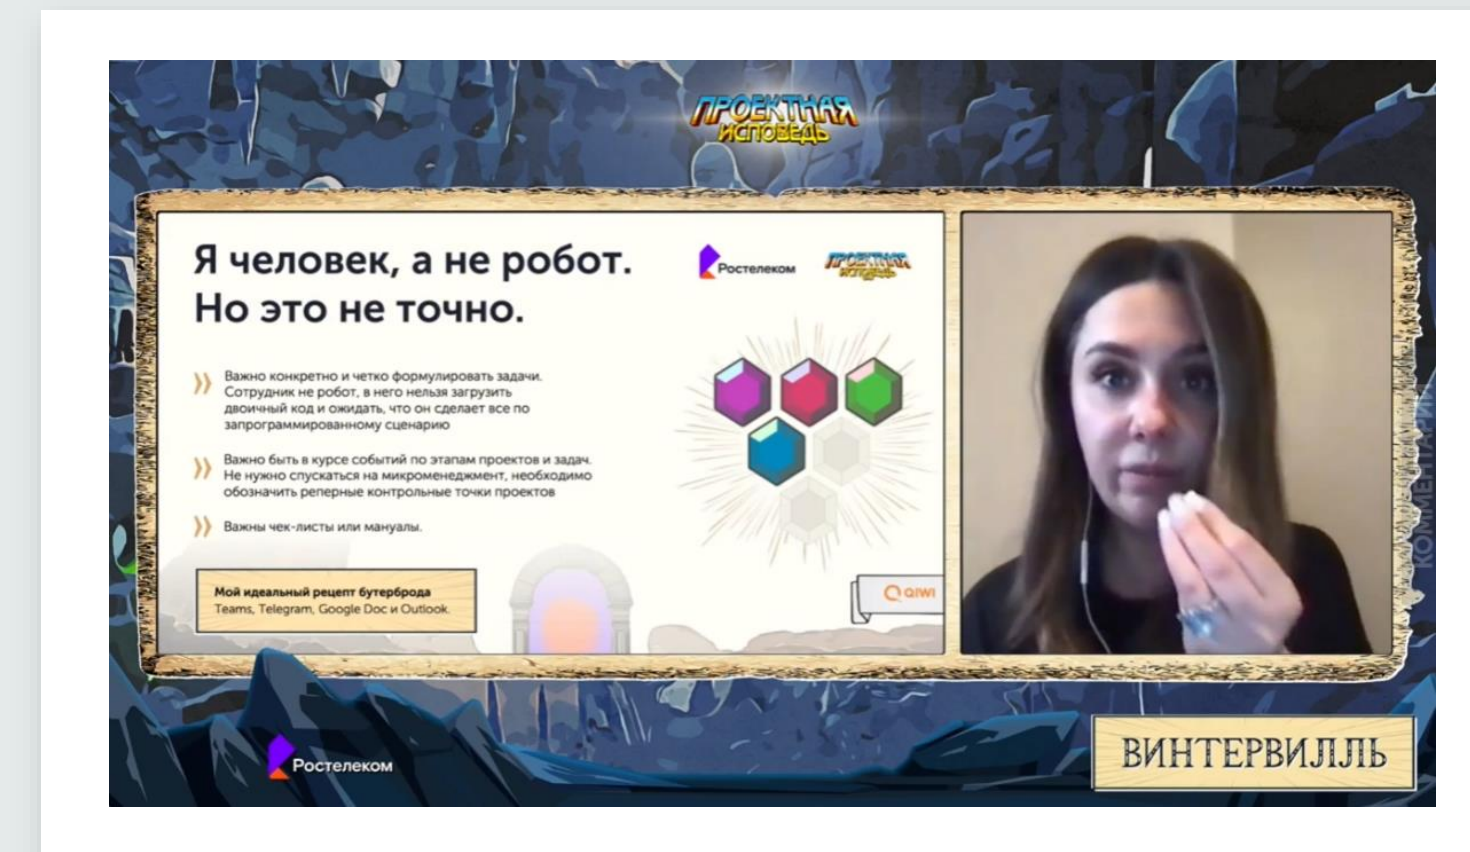 ПРОЕКТНАЯ
ИСПОВЕДЬ
Я человек, а не робот.
Но это не точно.
Ростелеком
ПРОЕКТНАЯ
ИСПОВЕДЬ
Важно конкретно и четко формулировать задачи.
Сотрудник не робот, в него нельзя загрузить
двоичный код и ожидать, что он сделает все по
запрограммированному сценарию
Важно быть в курсе событий по этапам проектов и задач.
Не нужно спускаться на микроменеджмент, необходимо
обозначить реперные контрольные точки проектов
Важны чек-листы или мануалы.
Мой идеальный рецепт бутерброда
Teams, Telegram, Google Doc и Outlook.
QIWI
КОММЕНТАРИИ
Ростелеком
ВИНТЕРВИЛЛЬ